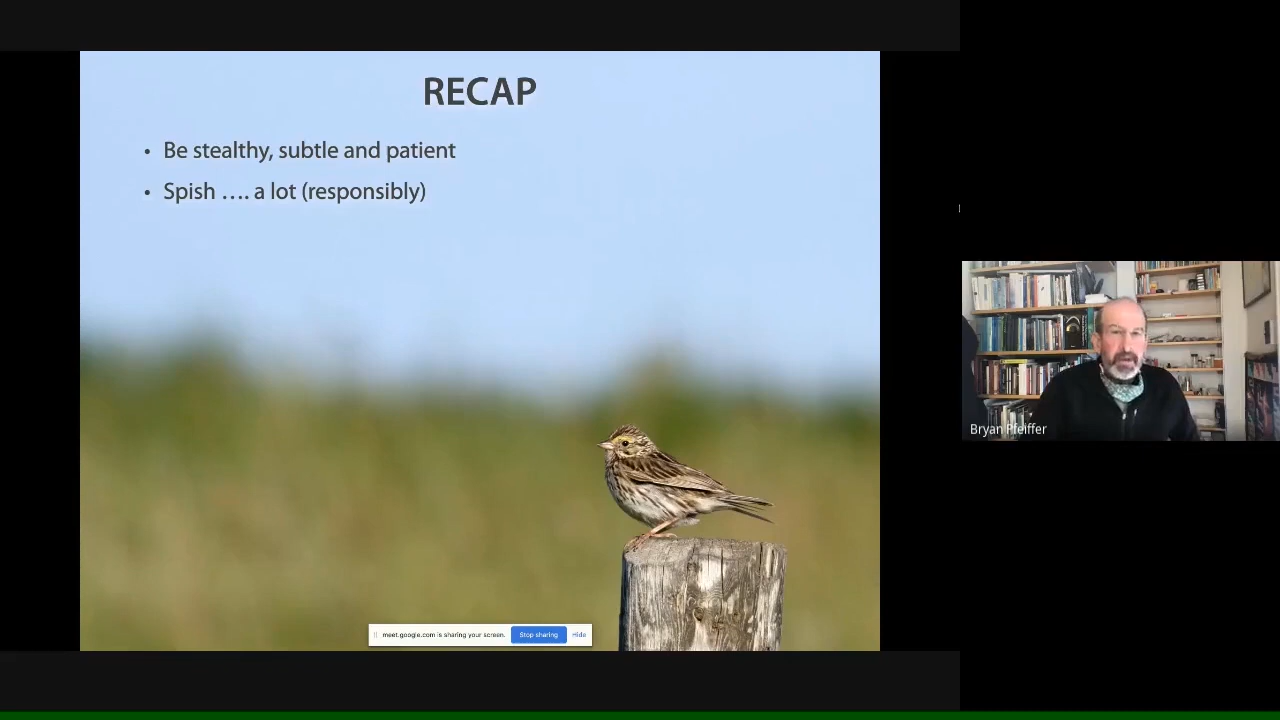 RECAP
• Be stealthy, subtle and patient
• Spish …. a lot (responsibly)
Bryan Pfeiffer
meet.google.com is sharing your screen. Stop sharing Hide